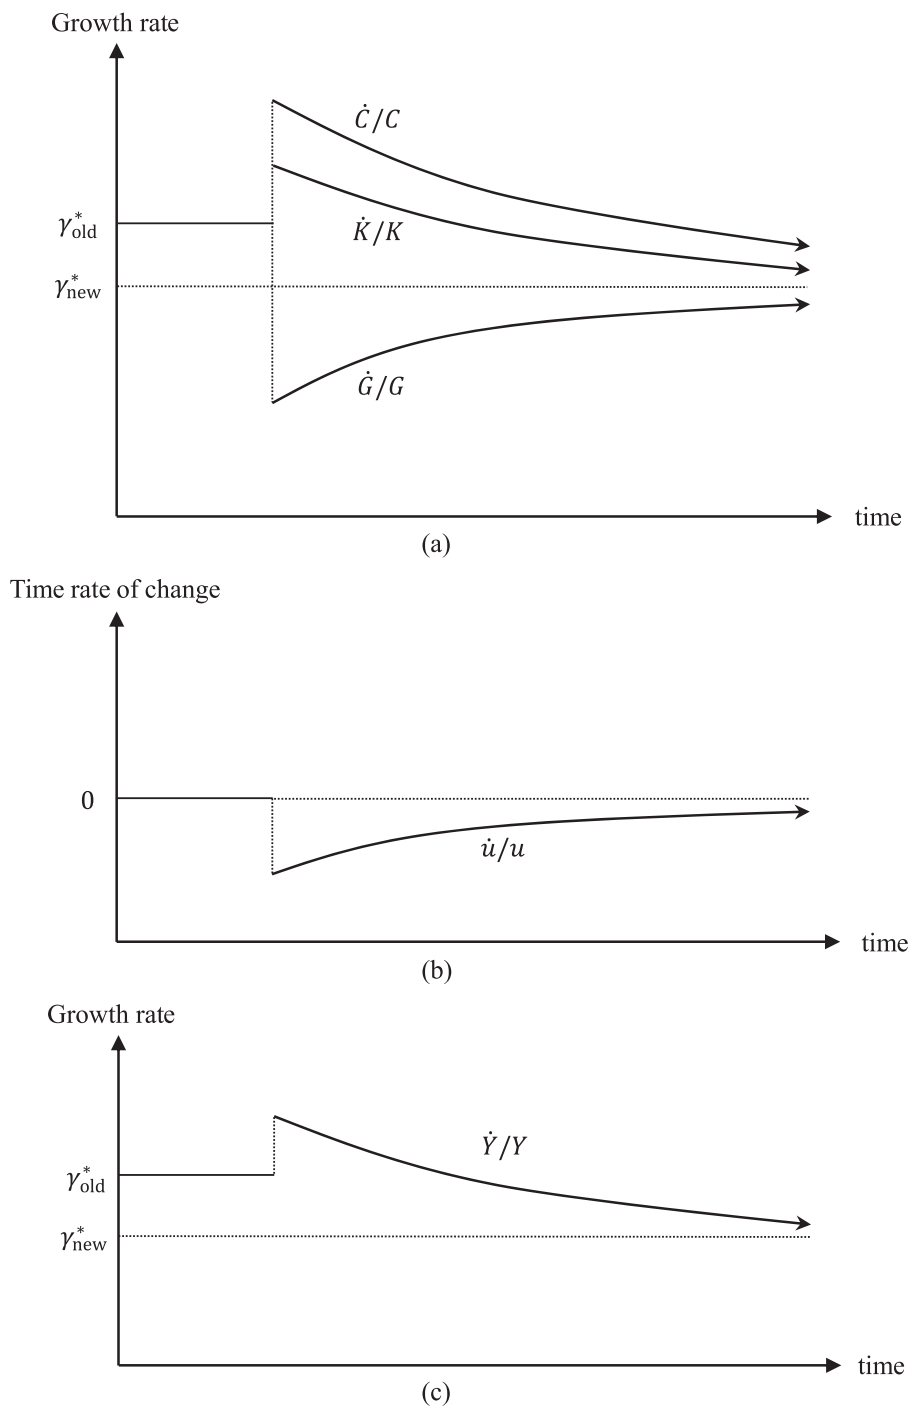 Growth rate
Ċ/C
γ*old
K̇/K
γ*new
Ġ/G
time
(a)
Time rate of change
0
u̇/u
time
(b)
Growth rate
Ẏ/Y
γ*old
γ*new
time
(c)